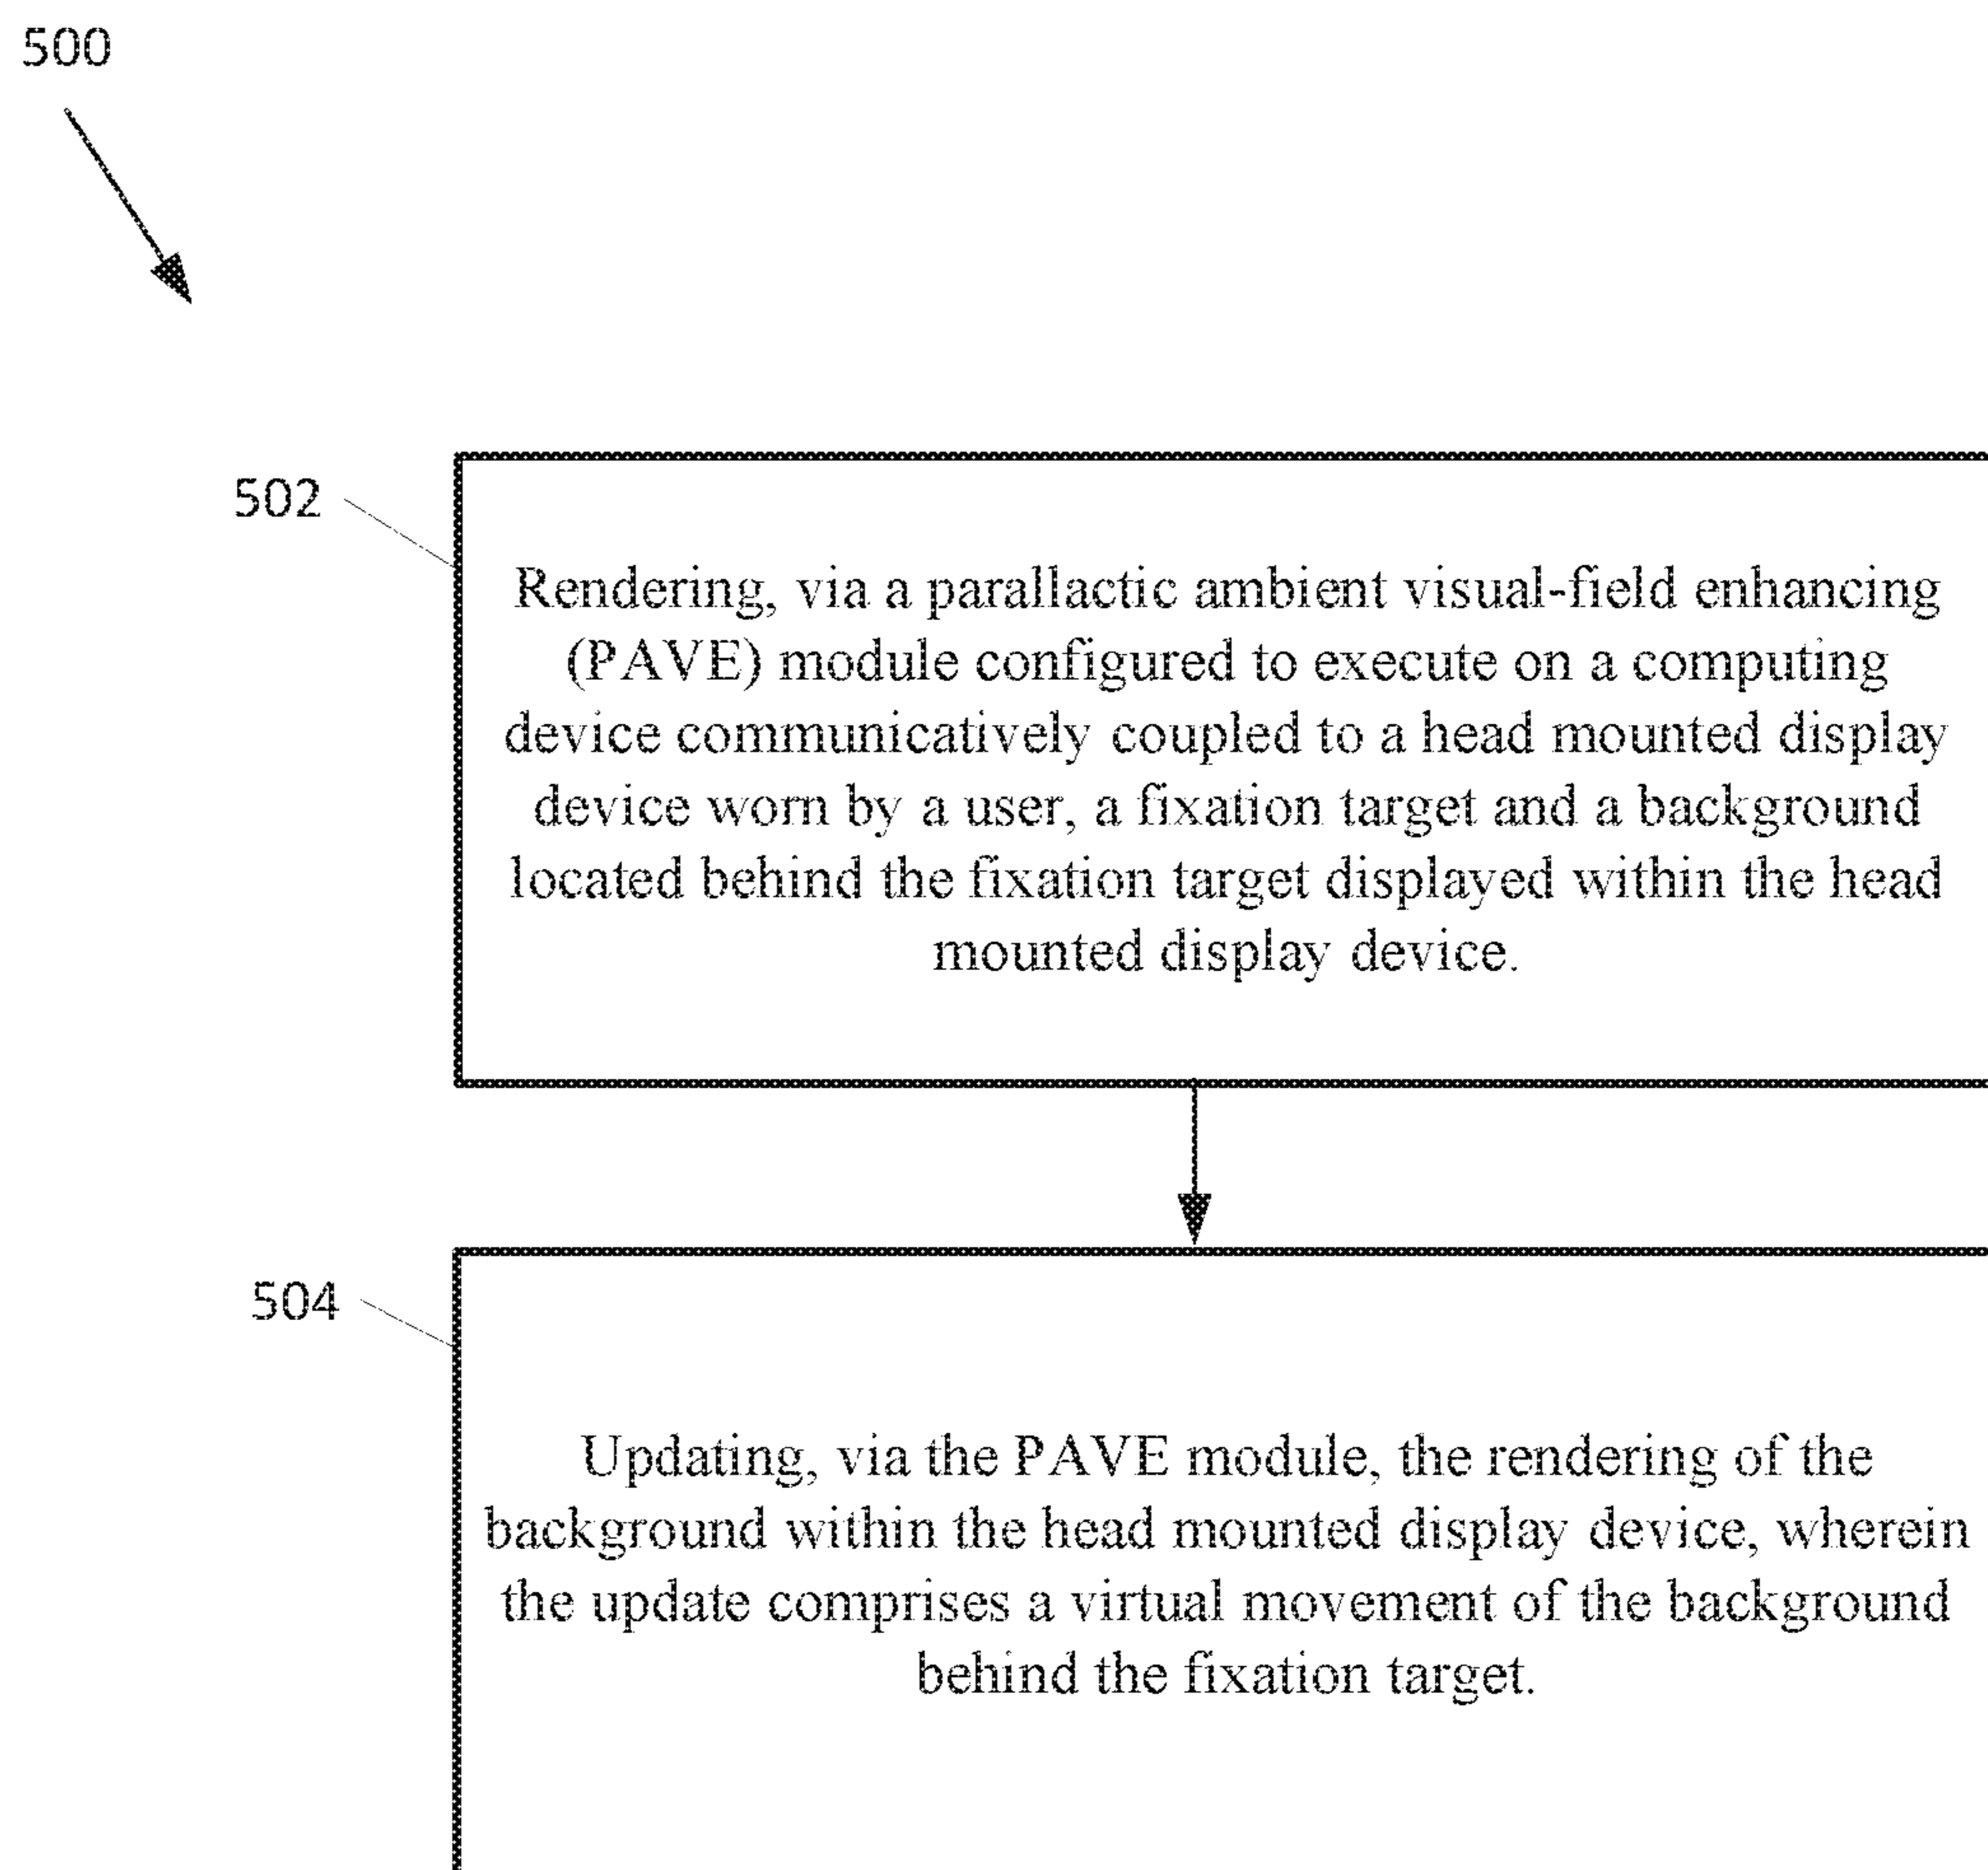 500
502
Rendering, via a parallactic ambient visual-field enhancing
(PAVE) module configured to execute on a computing
device communicatively coupled to a head mounted display
device worn by a user, a fixation target and a background
located behind the fixation target displayed within the head
mounted display device.
504
Updating, via the PAVE module, the rendering of the
background within the head mounted display device, wherein
the update comprises a virtual movement of the background
behind the fixation target.